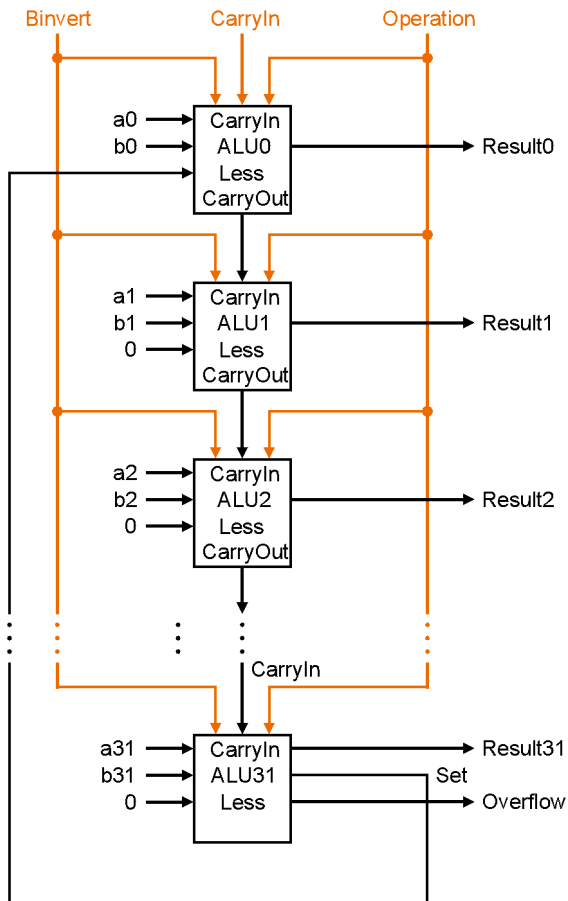 Binvert CarryIn Operation
a0 CarryIn
b0 ALU0 Result0
Less
CarryOut
a1 CarryIn
b1 ALU1 Result1
0 Less
CarryOut
a2 CarryIn
b2 ALU2 Result2
0 Less
CarryOut
CarryIn
a31 CarryIn Result31
b31 ALU31 Set
0 Less Overflow